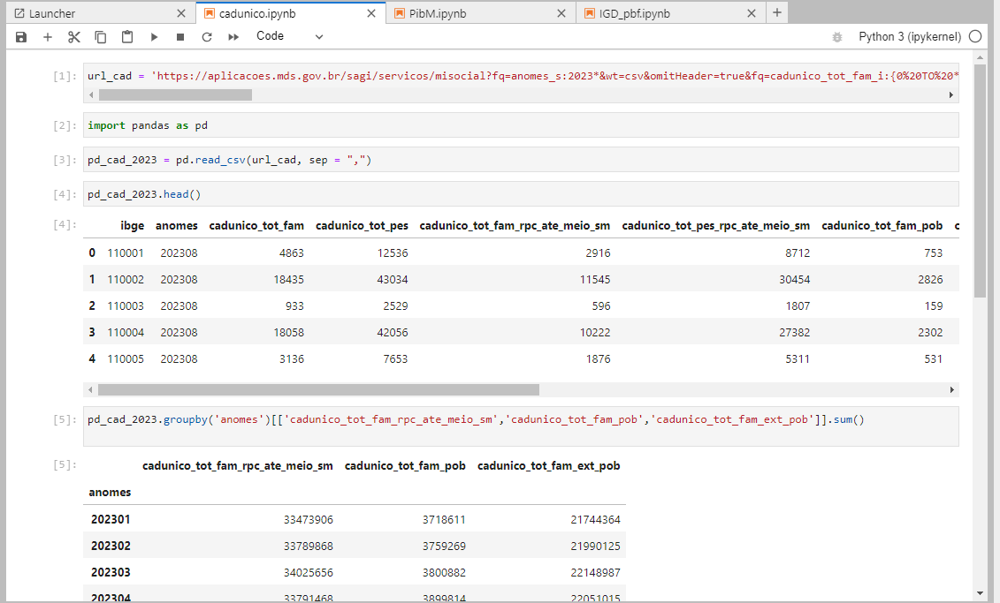 Launcher cadunico.ipynb PibM.ipynb IGD_pbf.ipynb
Code Python 3 (ipykernel)
[1]: url_cad = 'https://aplicacoes.mds.gov.br/sagi/servicos/misocial?fq=anomes_s:2023*&wt=csv&omitHeader=true&fq=cadunico_tot_fam_i:{0%20TO%20*
[2]: import pandas as pd
[3]: pd_cad_2023 = pd.read_csv(url_cad, sep = ",")
[4]: pd_cad_2023.head()
[4]: ibge anomes cadunico_tot_fam cadunico_tot_pes cadunico_tot_fam_rpc_ate_meio_sm cadunico_tot_pes_rpc_ate_meio_sm cadunico_tot_fam_pob c
0 110001 202308 4863 12536 2916 8712 753
1 110002 202308 18435 43034 11545 30454 2826
2 110003 202308 933 2529 596 1807 159
3 110004 202308 18058 42056 10222 27382 2302
4 110005 202308 3136 7653 1876 5311 531
[5]: pd_cad_2023.groupby('anomes')[['cadunico_tot_fam_rpc_ate_meio_sm','cadunico_tot_fam_pob','cadunico_tot_fam_ext_pob']].sum()
[5]: cadunico_tot_fam_rpc_ate_meio_sm cadunico_tot_fam_pob cadunico_tot_fam_ext_pob
anomes
202301 33473906 3718611 21744364
202302 33789868 3759269 21990125
202303 34025656 3800882 22148987
202304 33791468 3899814 22051015